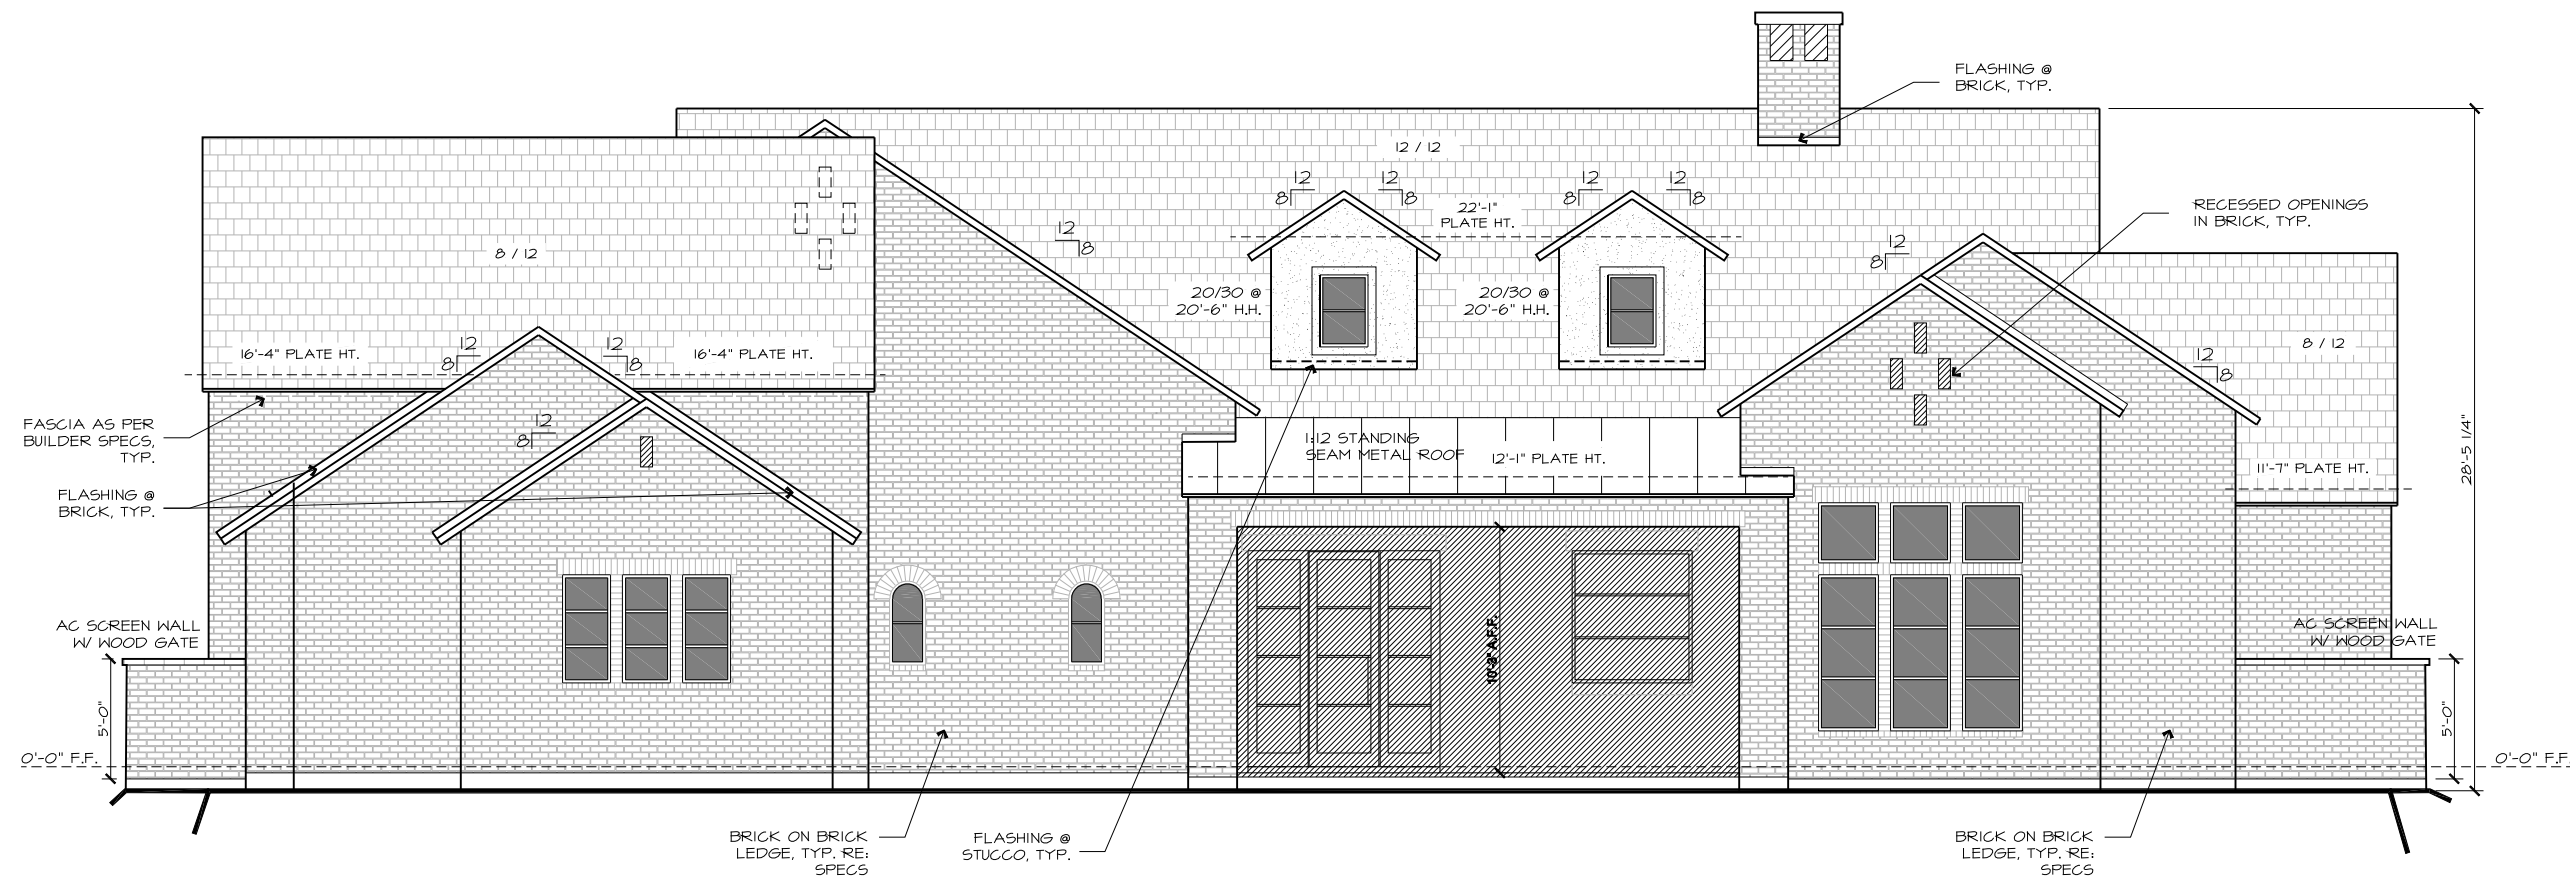 FLASHING @
BRICK, TYP.
12 / 12
12
8
12
8
12
8
12
8
22'-1"
PLATE HT.
RECESSED OPENINGS
IN BRICK, TYP.
12
8
12
8
8 / 12
20/30 @
20'-6" H.H.
20/30 @
20'-6" H.H.
16'-4" PLATE HT.
12
8
12
8
16'-4" PLATE HT.
8 / 12
12
8
FASCIA AS PER
BUILDER SPECS,
TYP.
12
8
1:12 STANDING
SEAM METAL ROOF
12'-1" PLATE HT.
11'-7" PLATE HT.
28'-5 1/4"
FLASHING @
BRICK, TYP.
AC SCREEN WALL
W/ WOOD GATE
10'-3" A.F.F.
AC SCREEN WALL
W/ WOOD GATE
5'-0"
5'-0"
0'-0" F.F.
0'-0" F.F.
BRICK ON BRICK
LEDGE, TYP. RE:
SPECS
FLASHING @
STUCCO, TYP.
BRICK ON BRICK
LEDGE, TYP. RE:
SPECS